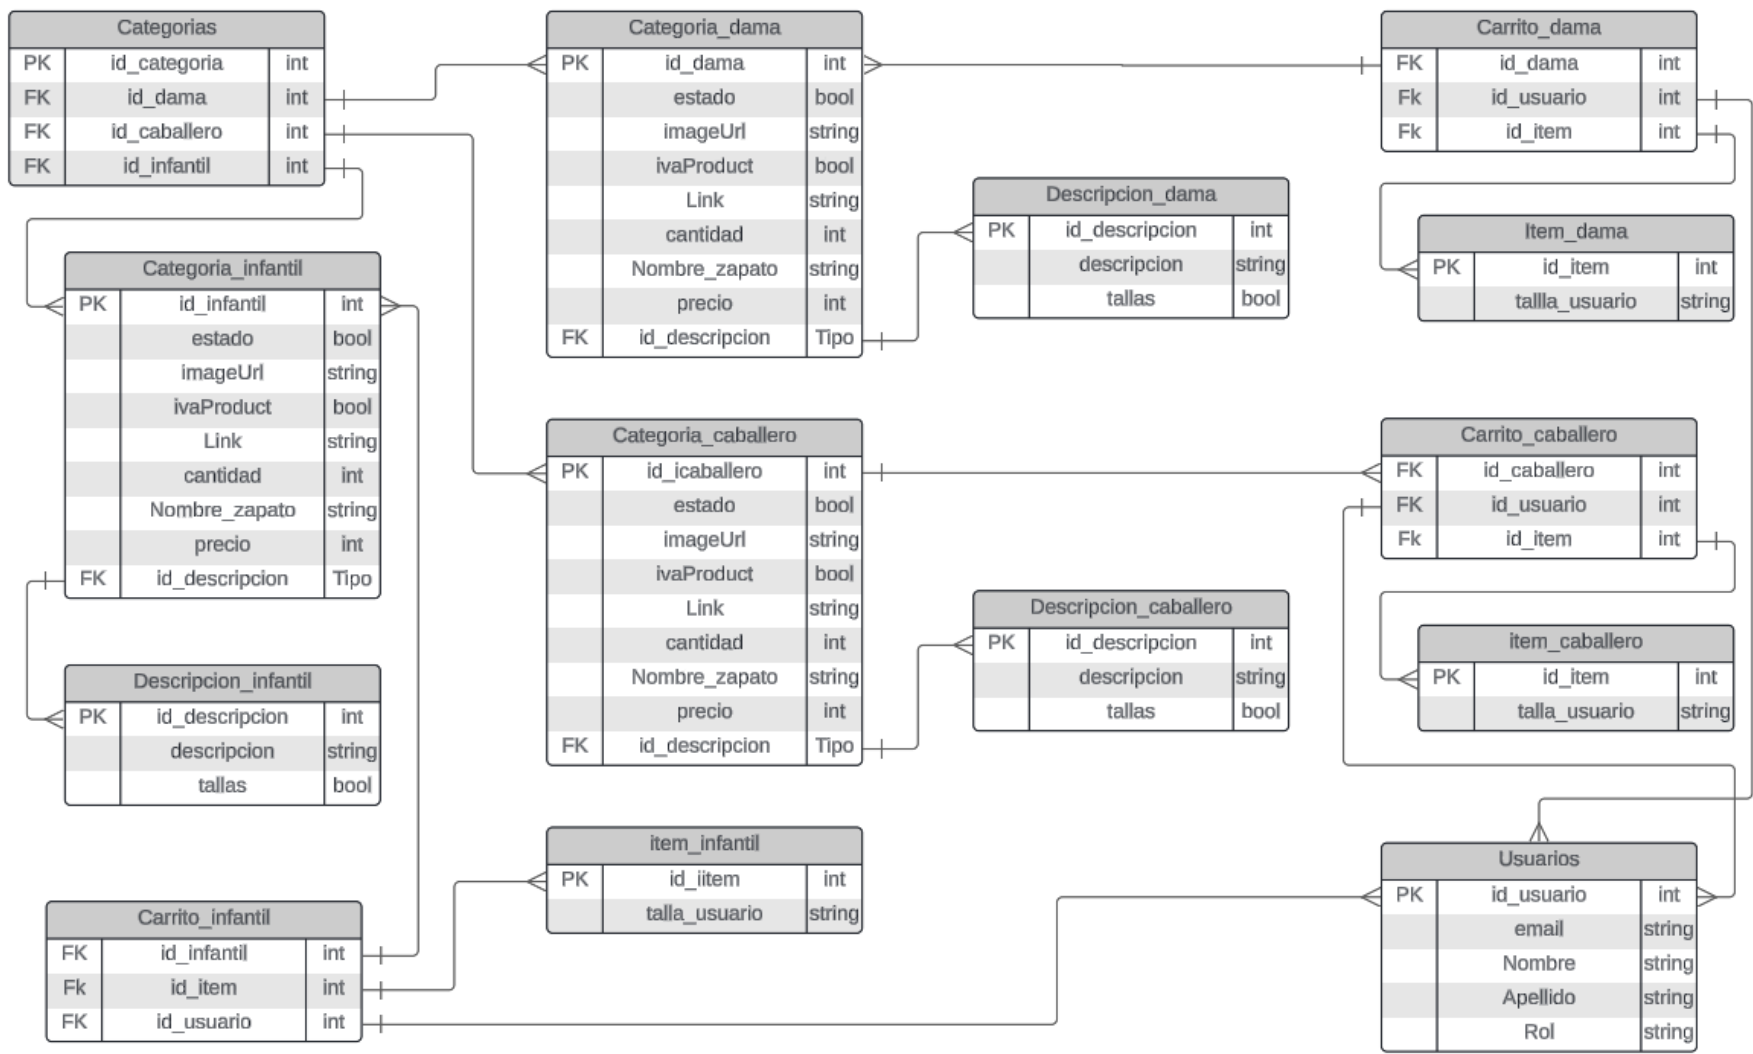 Categorias
PK id_categoria int
FK id_dama int
FK id_caballero int
FK id_infantil int
Categoria_dama
PK id_dama int
estado bool
imageUrl string
ivaProduct bool
Link string
cantidad int
Nombre_zapato string
precio int
FK id_descripcion Tipo
Carrito_dama
FK id_dama int
Fk id_usuario int
Fk id_item int
Descripcion_dama
PK id_descripcion int
descripcion string
tallas bool
Item_dama
PK id_item int
tallla_usuario string
Categoria_infantil
PK id_infantil int
estado bool
imageUrl string
ivaProduct bool
Link string
cantidad int
Nombre_zapato string
precio int
FK id_descripcion Tipo
Categoria_caballero
PK id_icaballero int
estado bool
imageUrl string
ivaProduct bool
Link string
cantidad int
Nombre_zapato string
precio int
FK id_descripcion Tipo
Carrito_caballero
FK id_caballero int
FK id_usuario int
Fk id_item int
Descripcion_caballero
PK id_descripcion int
descripcion string
tallas bool
item_caballero
PK id_item int
talla_usuario string
Descripcion_infantil
PK id_descripcion int
descripcion string
tallas bool
item_infantil
PK id_iitem int
talla_usuario string
Usuarios
PK id_usuario int
email string
Nombre string
Apellido string
Rol string
Carrito_infantil
FK id_infantil int
Fk id_item int
FK id_usuario int